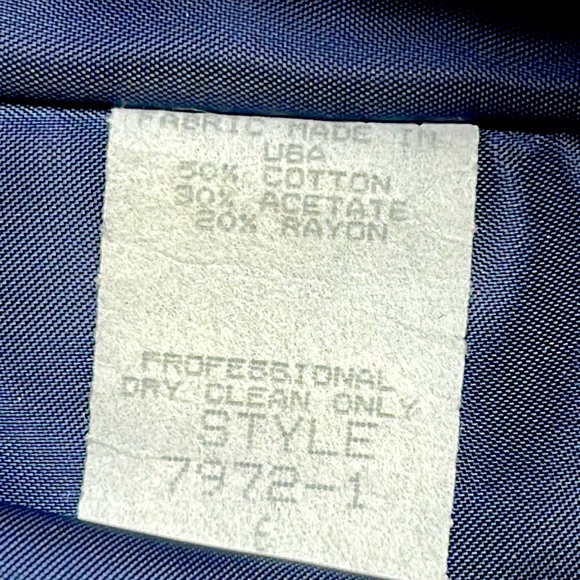 FABRIC MADE IN
USA
50% COTTON
30% ACETATE
20% RAYON
PROFESSIONAL
DRY CLEAN ONLY
STYLE
7972-1